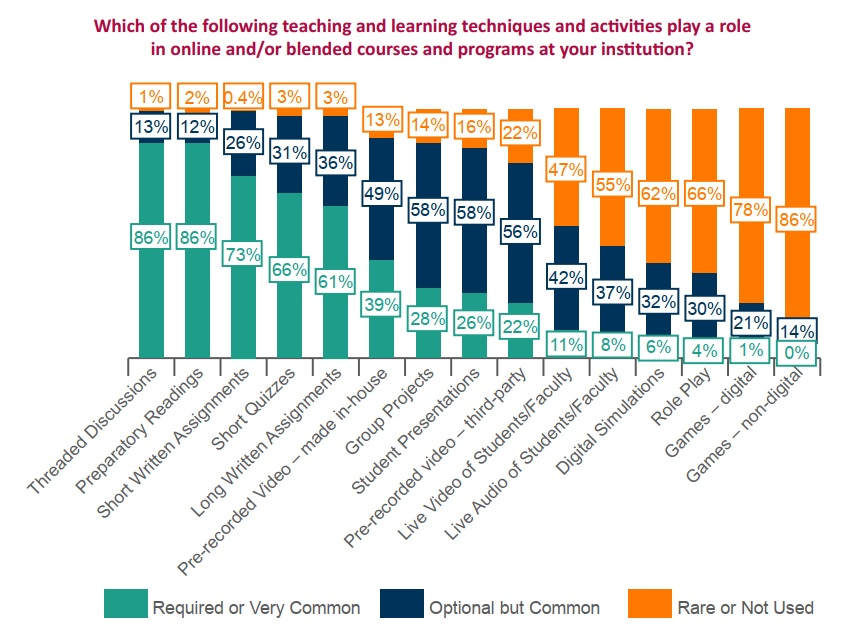 Which of the following teaching and learning techniques and activities play a role
in online and/or blended courses and programs at your institution?
1% 2% 0.4% 3% 3% 13% 14% 16% 22% 47% 55% 62% 66% 78% 86%
13% 12% 26% 31% 36% 49% 58% 58% 56% 42% 37% 32% 30% 21% 14%
86% 86% 73% 66% 61% 39% 28% 26% 22% 11% 8% 6% 4% 1% 0%
Threaded Discussions
Preparatory Readings
Short Written Assignments
Short Quizzes
Long Written Assignments
Pre-recorded Video – made in-house
Group Projects
Student Presentations
Pre-recorded video – third-party
Live Video of Students/Faculty
Live Audio of Students/Faculty
Digital Simulations
Role Play
Games – digital
Games – non-digital
Required or Very Common
Optional but Common
Rare or Not Used